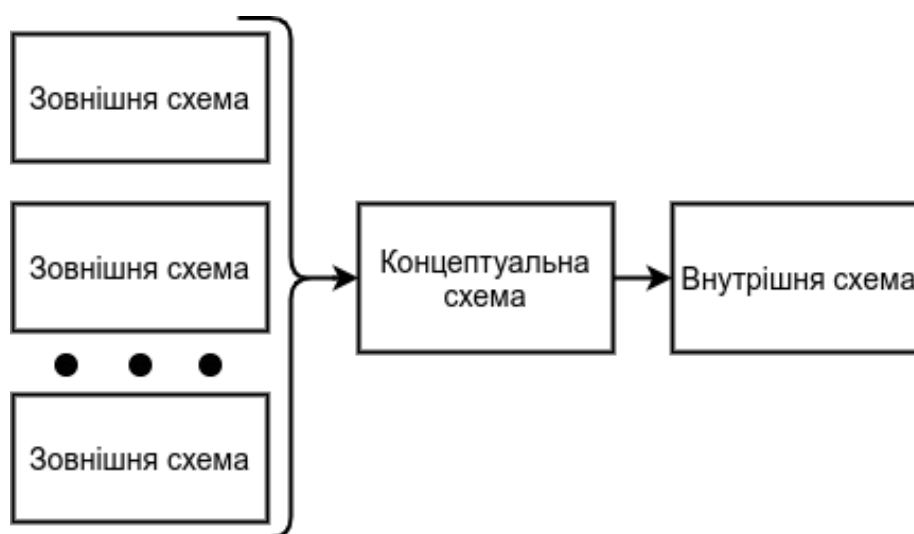 Зовнішня схема
Зовнішня схема
Зовнішня схема
Концептуальна
схема
Внутрішня схема